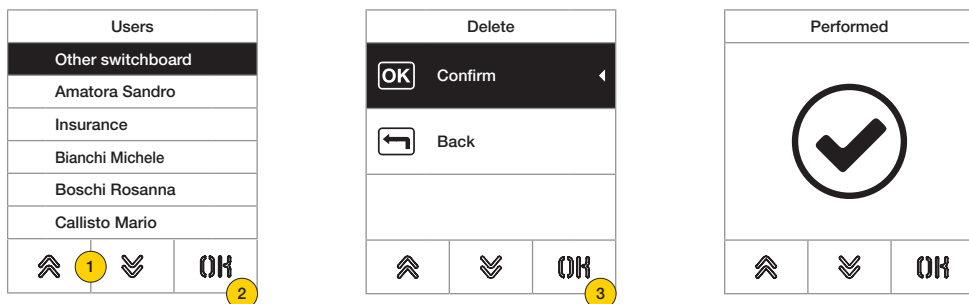 Users
Other switchboard
Amatora Sandro
Insurance
Bianchi Michele
Boschi Rosanna
Callisto Mario
1
OK
2
Delete
OK Confirm
Back
OK
3
Performed
OK